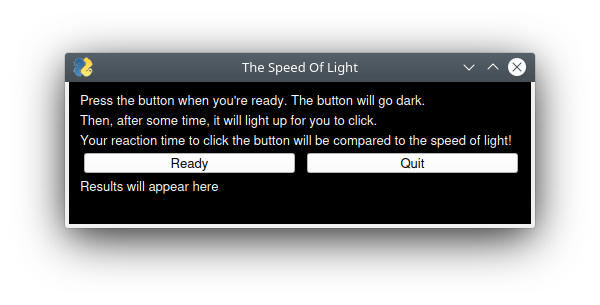 The Speed Of Light
Press the button when you're ready. The button will go dark.
Then, after some time, it will light up for you to click.
Your reaction time to click the button will be compared to the speed of light!
Ready Quit
Results will appear here